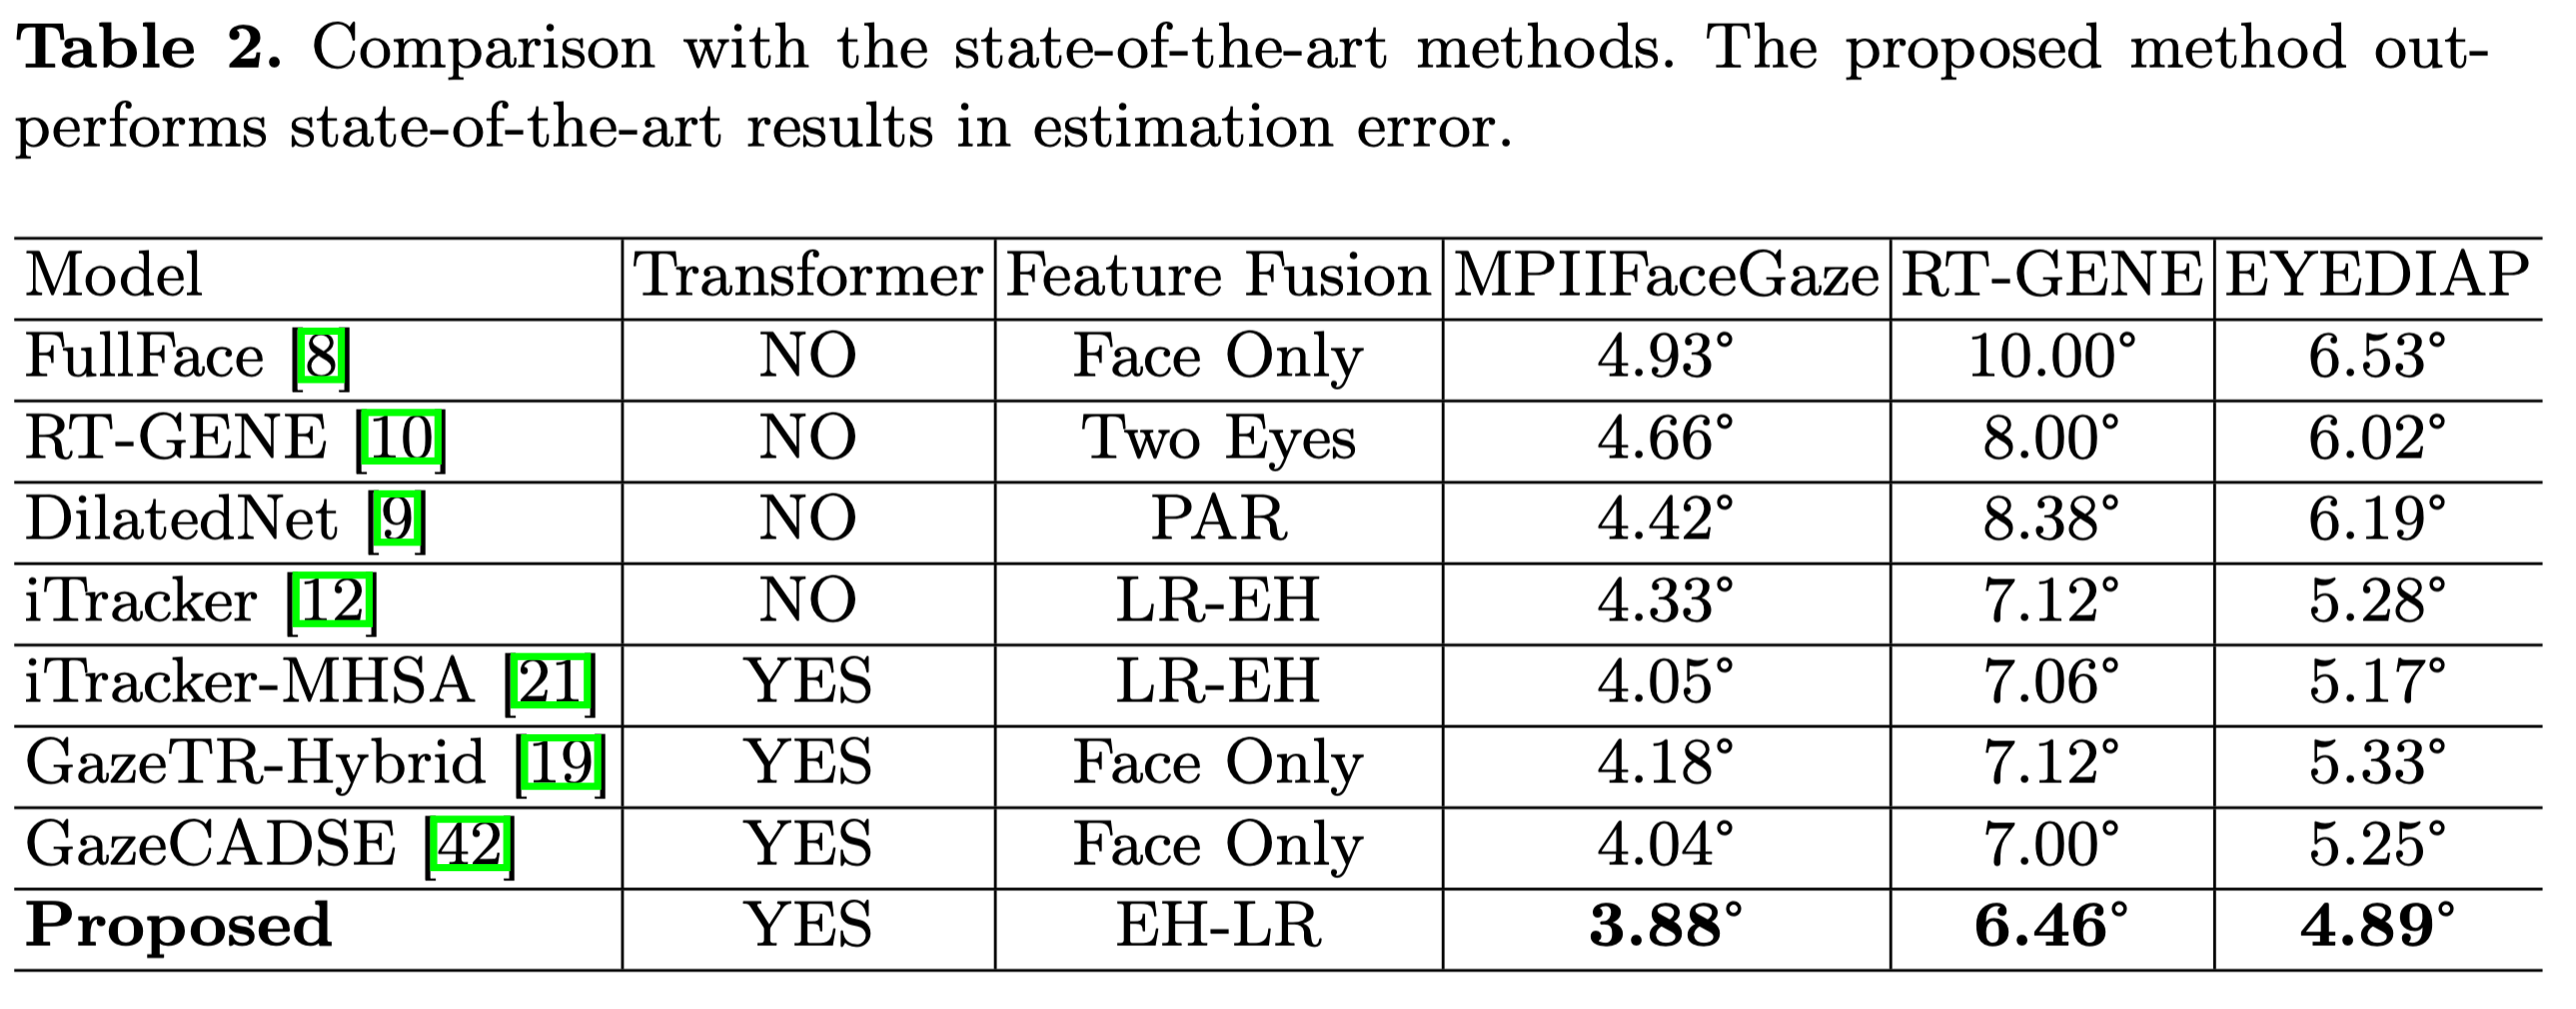 Table 2. Comparison with the state-of-the-art methods. The proposed method out-
performs state-of-the-art results in estimation error.
Model Transformer Feature Fusion MPIIFaceGaze RT-GENE EYEDIAP
FullFace [8] NO Face Only 4.93° 10.00° 6.53°
RT-GENE [10] NO Two Eyes 4.66° 8.00° 6.02°
DilatedNet [9] NO PAR 4.42° 8.38° 6.19°
iTracker [12] NO LR-EH 4.33° 7.12° 5.28°
iTracker-MHSA [21] YES LR-EH 4.05° 7.06° 5.17°
GazeTR-Hybrid [19] YES Face Only 4.18° 7.12° 5.33°
GazeCADSE [42] YES Face Only 4.04° 7.00° 5.25°
Proposed YES EH-LR 3.88° 6.46° 4.89°